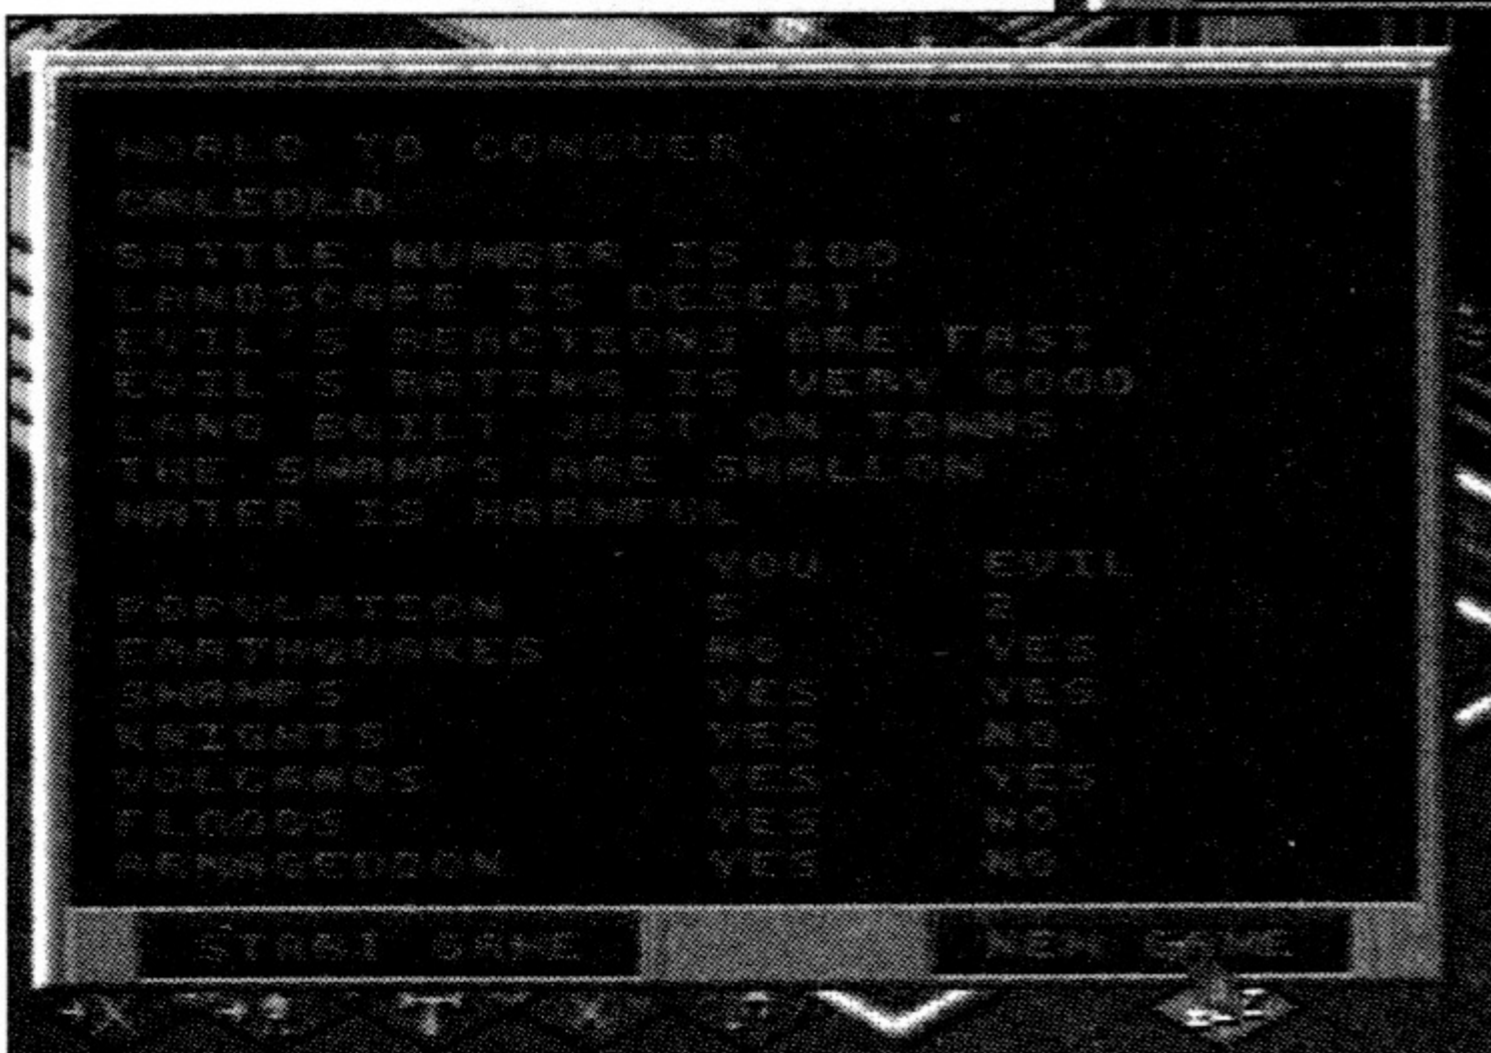 WORLD TO CONQUER
BATTLE NUMBER IS 100
LANDSCAPE IS DESERT
EVIL'S REACTIONS ARE FAST
EVIL'S RATING IS VERY GOOD
LAND BUILT JUST ON TOWNS
THE SWAMPS ARE SHALLOW
WATER IS HARMFUL
YOU EVIL
POPULATION 5 2
EARTHQUAKES NO YES
SWAMPS YES YES
KNIGHTS YES NO
VOLCANOS YES YES
FLOODS YES NO
ARMAGEDDON YES NO
START GAME NEW GAME